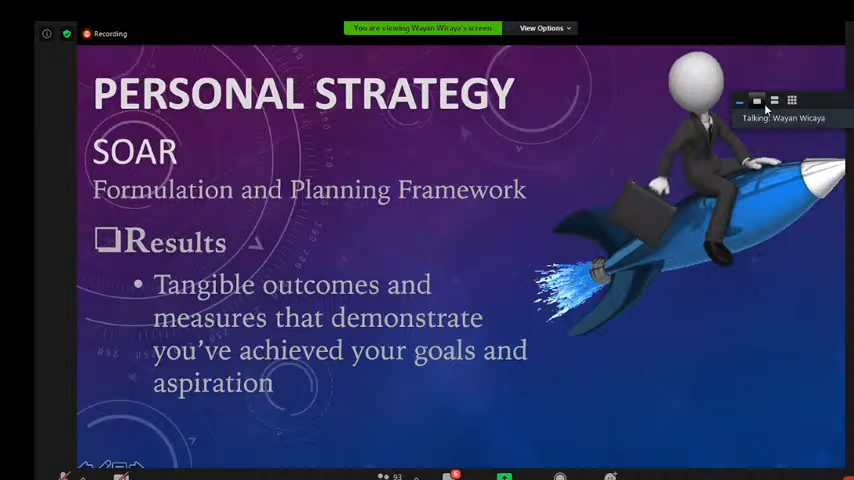 Recording
You are viewing Wayan Wicaya's screen
View Options
PERSONAL STRATEGY
Talking: Wayan Wicaya
SOAR
Formulation and Planning Framework
Results
• Tangible outcomes and
measures that demonstrate
you've achieved your goals and
aspiration
93
6